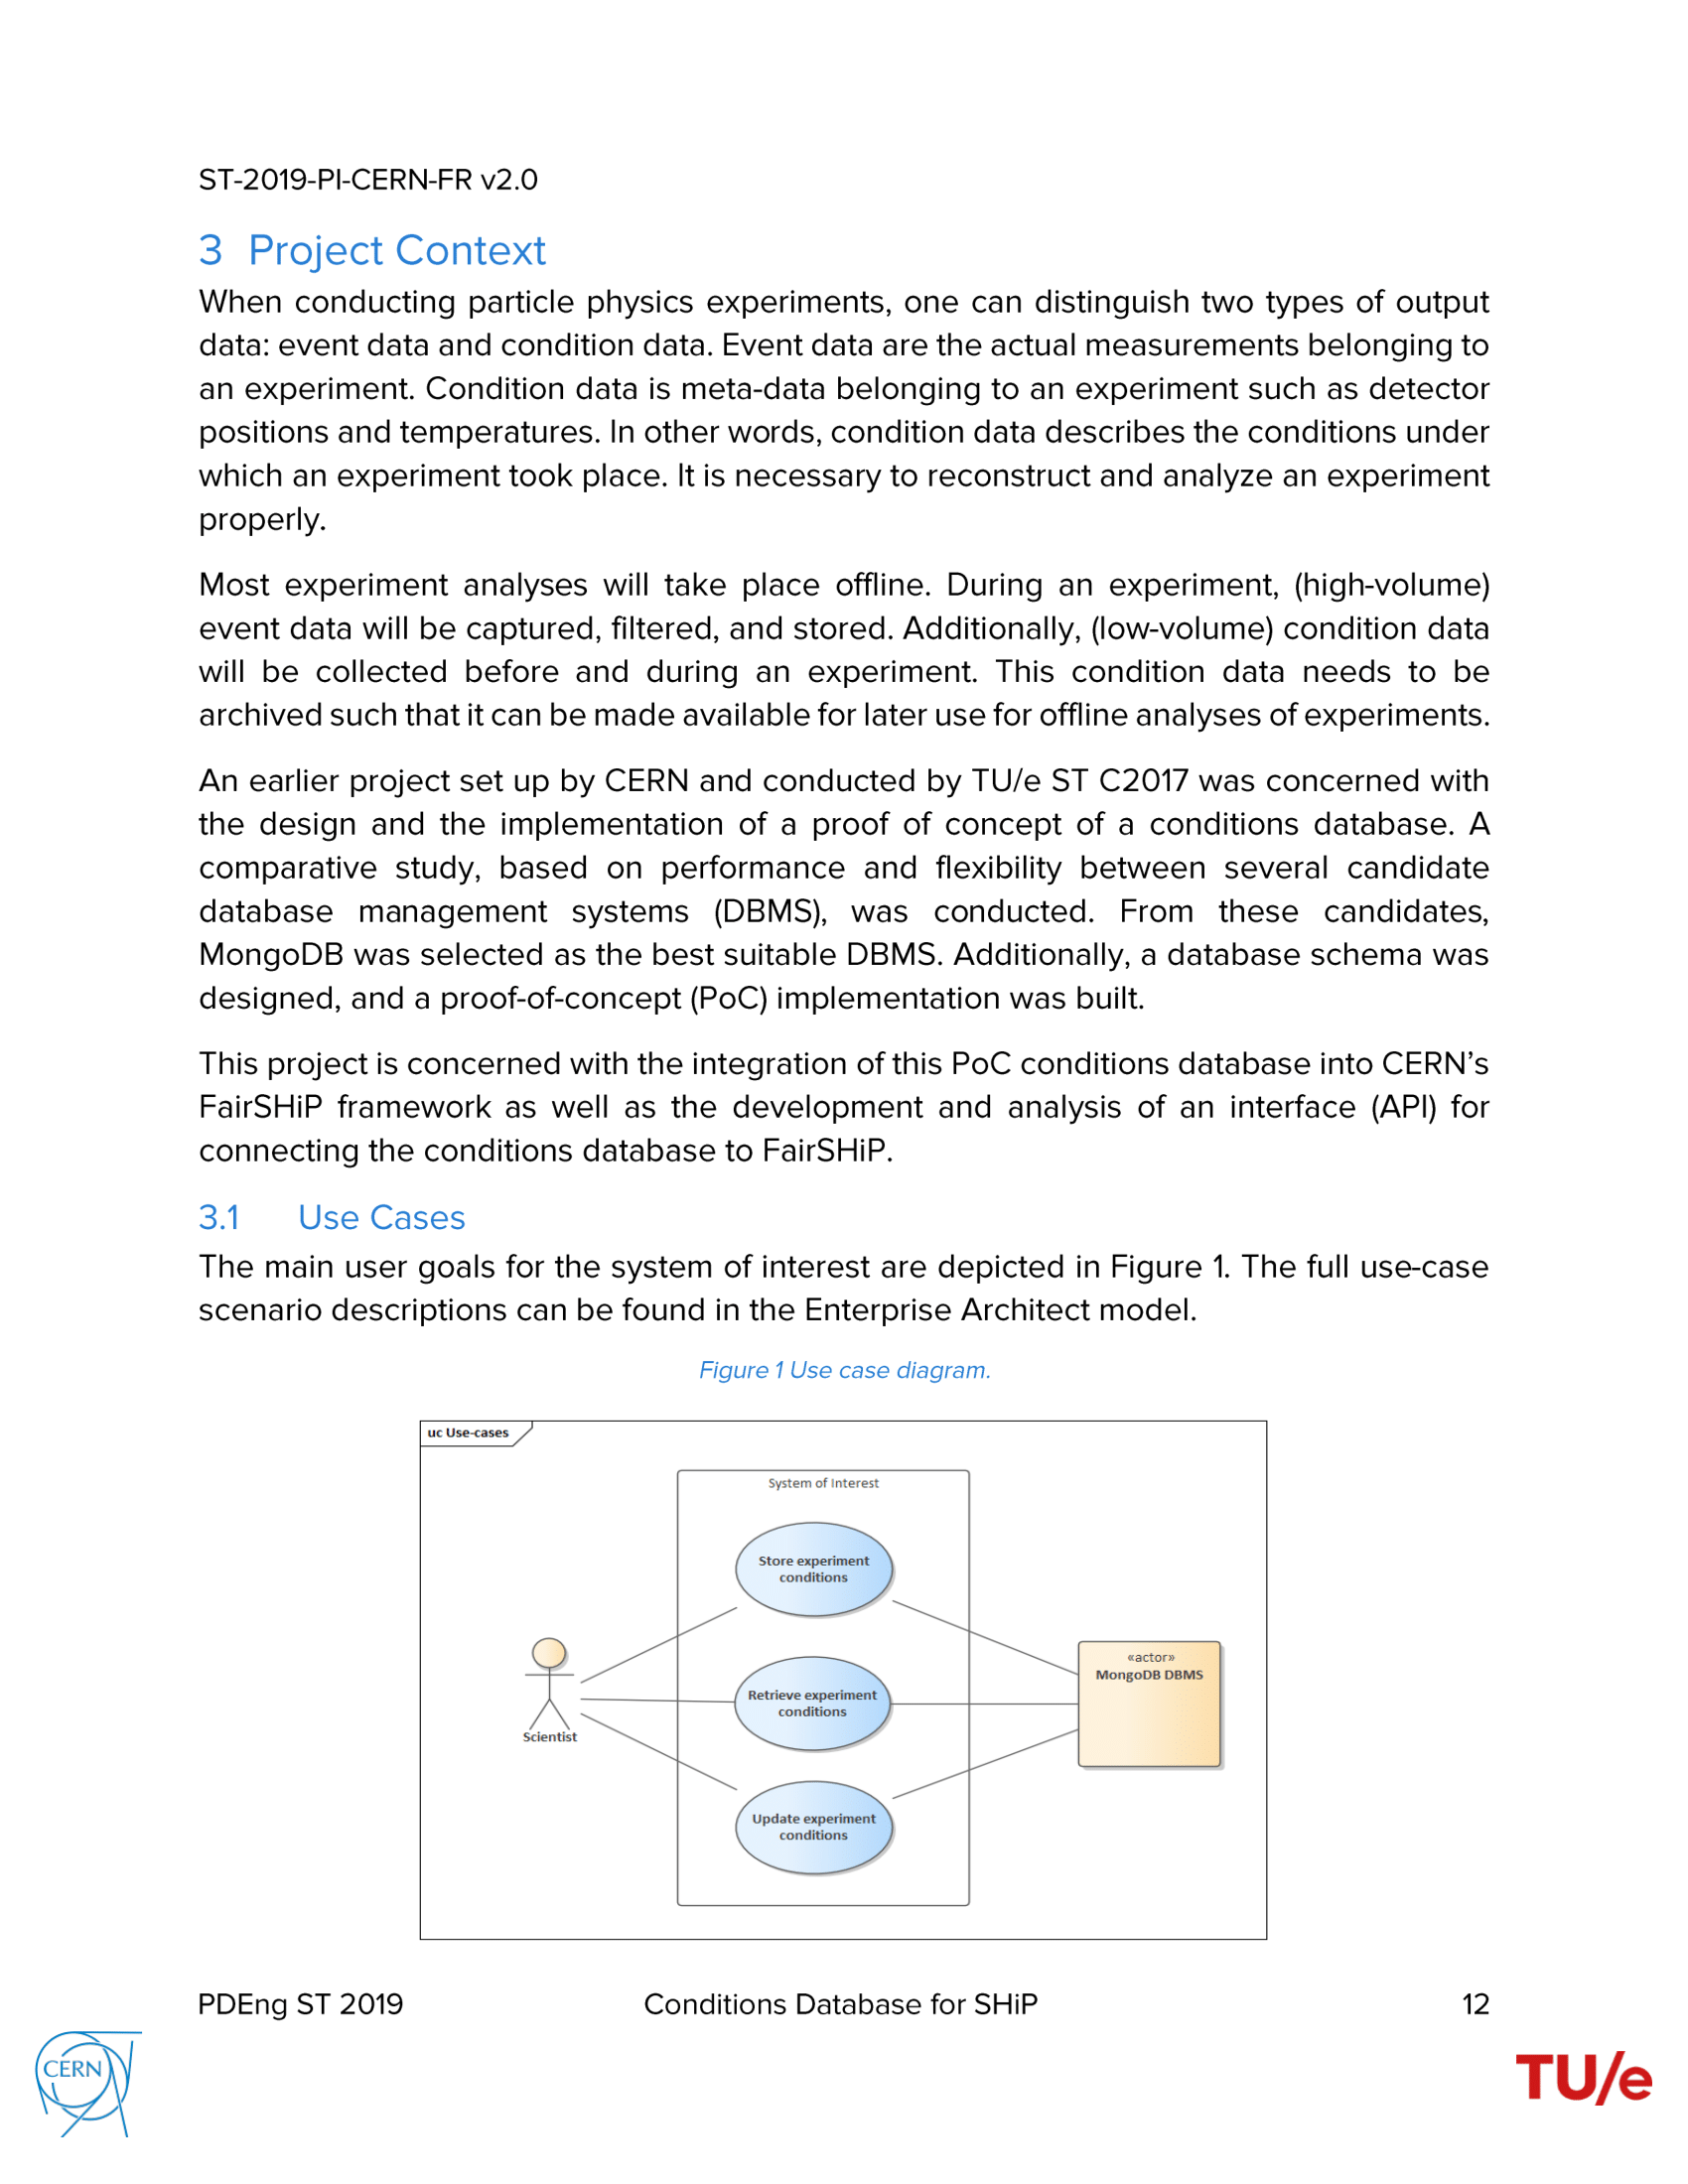 ST-2019-PI-CERN-FR v2.0
3 Project Context
When conducting particle physics experiments, one can distinguish two types of output
data: event data and condition data. Event data are the actual measurements belonging to
an experiment. Condition data is meta-data belonging to an experiment such as detector
positions and temperatures. In other words, condition data describes the conditions under
which an experiment took place. It is necessary to reconstruct and analyze an experiment
properly.
Most experiment analyses will take place offline. During an experiment, (high-volume)
event data will be captured, filtered, and stored. Additionally, (low-volume) condition data
will be collected before and during an experiment. This condition data needs to be
archived such that it can be made available for later use for offline analyses of experiments.
An earlier project set up by CERN and conducted by TU/e ST C2017 was concerned with
the design and the implementation of a proof of concept of a conditions database. A
comparative study, based on performance and flexibility between several candidate
database management systems (DBMS), was conducted. From these candidates,
MongoDB was selected as the best suitable DBMS. Additionally, a database schema was
designed, and a proof-of-concept (PoC) implementation was built.
This project is concerned with the integration of this PoC conditions database into CERN’s
FairSHiP framework as well as the development and analysis of an interface (API) for
connecting the conditions database to FairSHiP.
3.1 Use Cases
The main user goals for the system of interest are depicted in Figure 1. The full use-case
scenario descriptions can be found in the Enterprise Architect model.
Figure 1 Use case diagram.
uc Use-cases
System of Interest
Store experiment
conditions
«actor»
MongoDB DBMS
Retrieve experiment
conditions
Scientist
Update experiment
conditions
PDEng ST 2019 Conditions Database for SHiP 12
CERN
TU/e